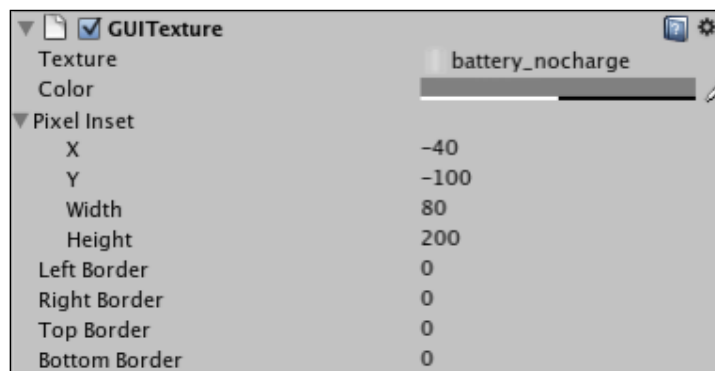 GUITexture
Texture battery_nocharge
Color
Pixel Inset
X -40
Y -100
Width 80
Height 200
Left Border 0
Right Border 0
Top Border 0
Bottom Border 0